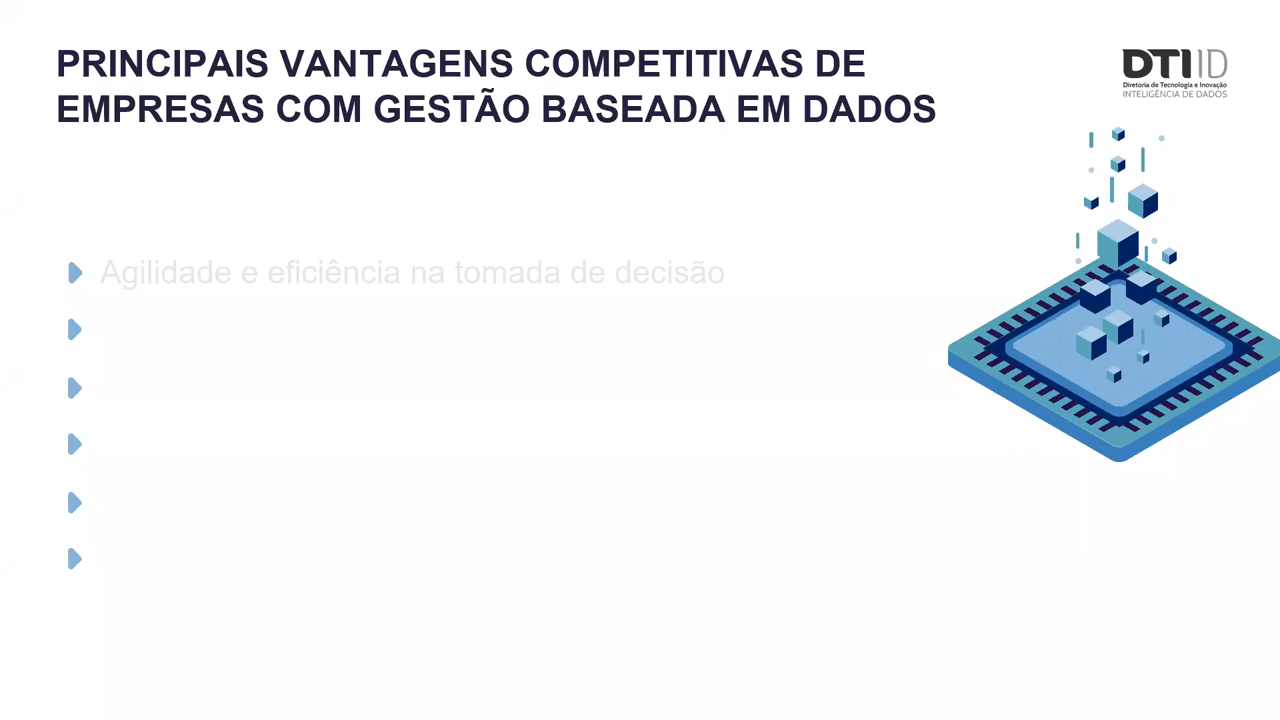 PRINCIPAIS VANTAGENS COMPETITIVAS DE
EMPRESAS COM GESTÃO BASEADA EM DADOS
DTI ID
Diretoria de Tecnologia e Inovação
INTELIGÊNCIA DE DADOS
Agilidade e eficiência na tomada de decisão